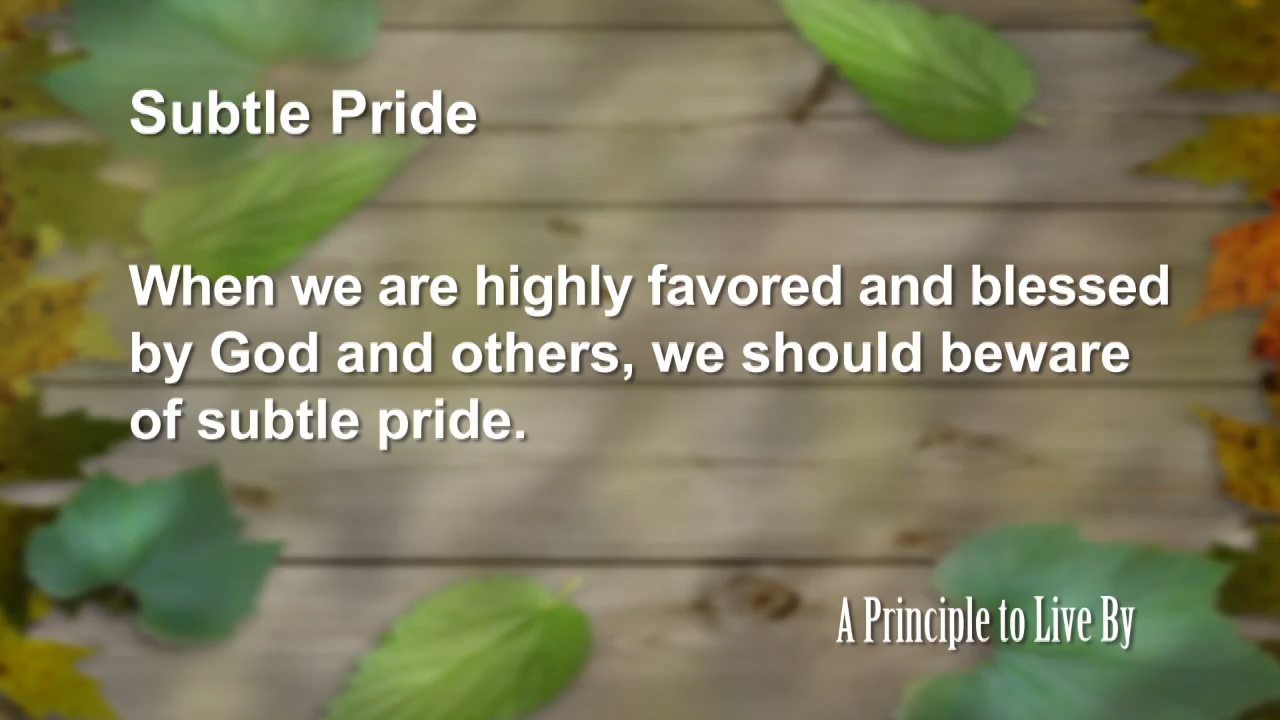 Subtle Pride
When we are highly favored and blessed
by God and others, we should beware
of subtle pride.
A Principle to Live By